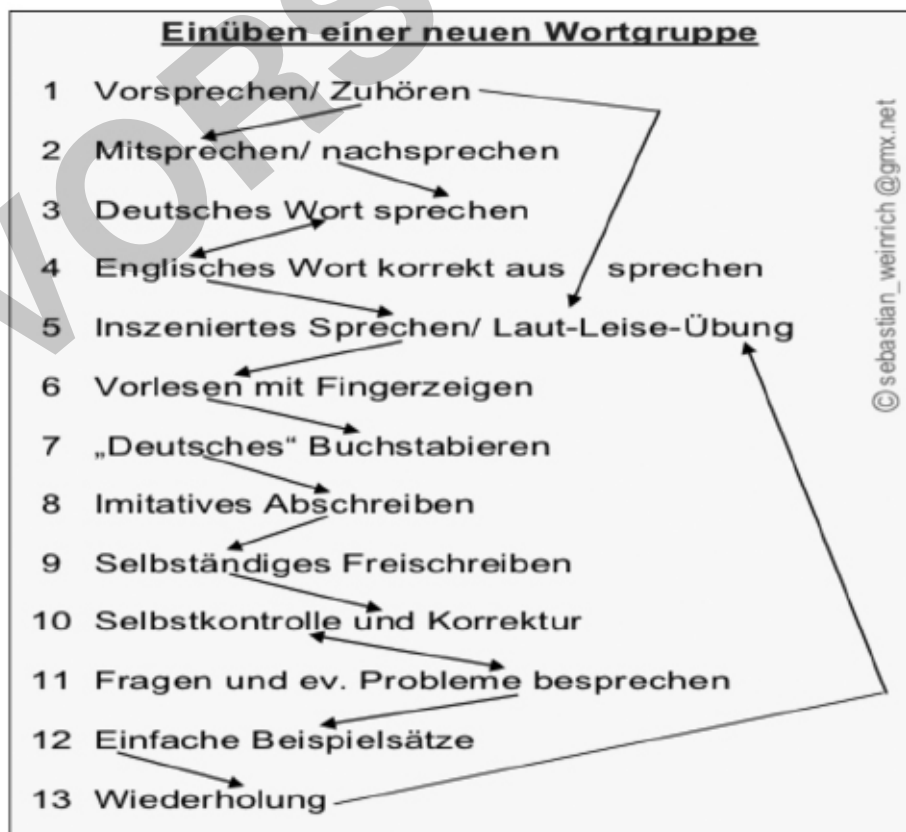 Einüben einer neuen Wortgruppe
1 Vorsprechen/ Zuhören
2 Mitsprechen/ nachsprechen
3 Deutsches Wort sprechen
4 Englisches Wort korrekt aus sprechen
5 Inszeniertes Sprechen/ Laut-Leise-Übung
6 Vorlesen mit Fingerzeigen
7 „Deutsches“ Buchstabieren
8 Imitatives Abschreiben
9 Selbständiges Freischreiben
10 Selbstkontrolle und Korrektur
11 Fragen und ev. Probleme besprechen
12 Einfache Beispielsätze
13 Wiederholung
© sebastian_weinrich @gmx.net
VORS